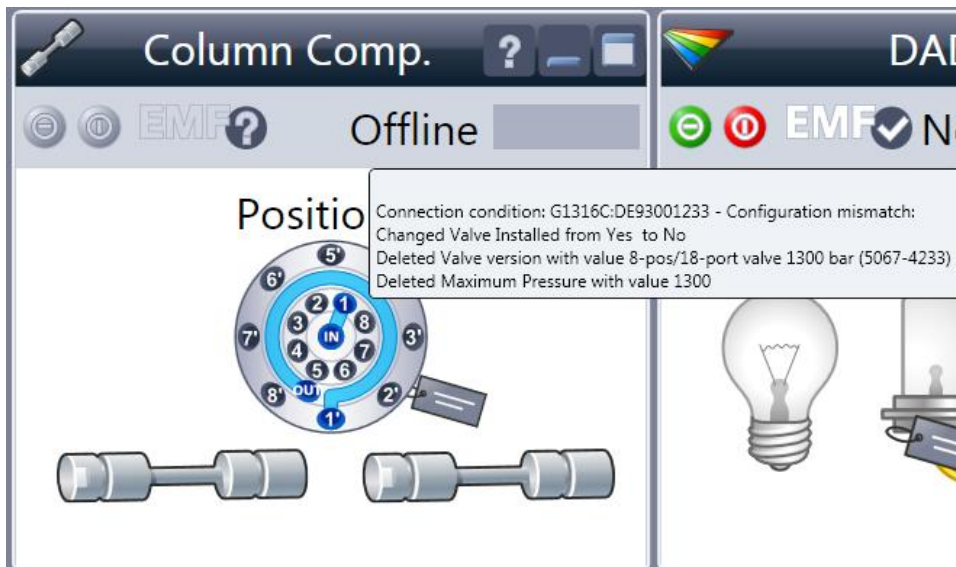 Column Comp.
?
DAD
EMF
?
Offline
EMF
Positio
Connection condition: G1316C:DE93001233 - Configuration mismatch:
Changed Valve Installed from Yes  to No
Deleted Valve version with value 8-pos/18-port valve 1300 bar (5067-4233)
Deleted Maximum Pressure with value 1300
5'
6'
2
1
3
8
7'
IN
3'
4
7
5
6
8'
OUT
2'
1'